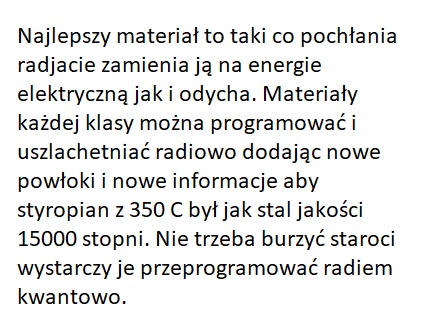 Najlepszy materiał to taki co pochłania
radjacie zamienia ją na energie
elektryczną jak i odycha. Materiały
każdej klasy można programować i
uszlachetniać radiowo dodając nowe
powłoki i nowe informacje aby
styropian z 350 C był jak stal jakości
15000 stopni. Nie trzeba burzyć staroci
wystarczy je przeprogramować radiem
kwantowo.